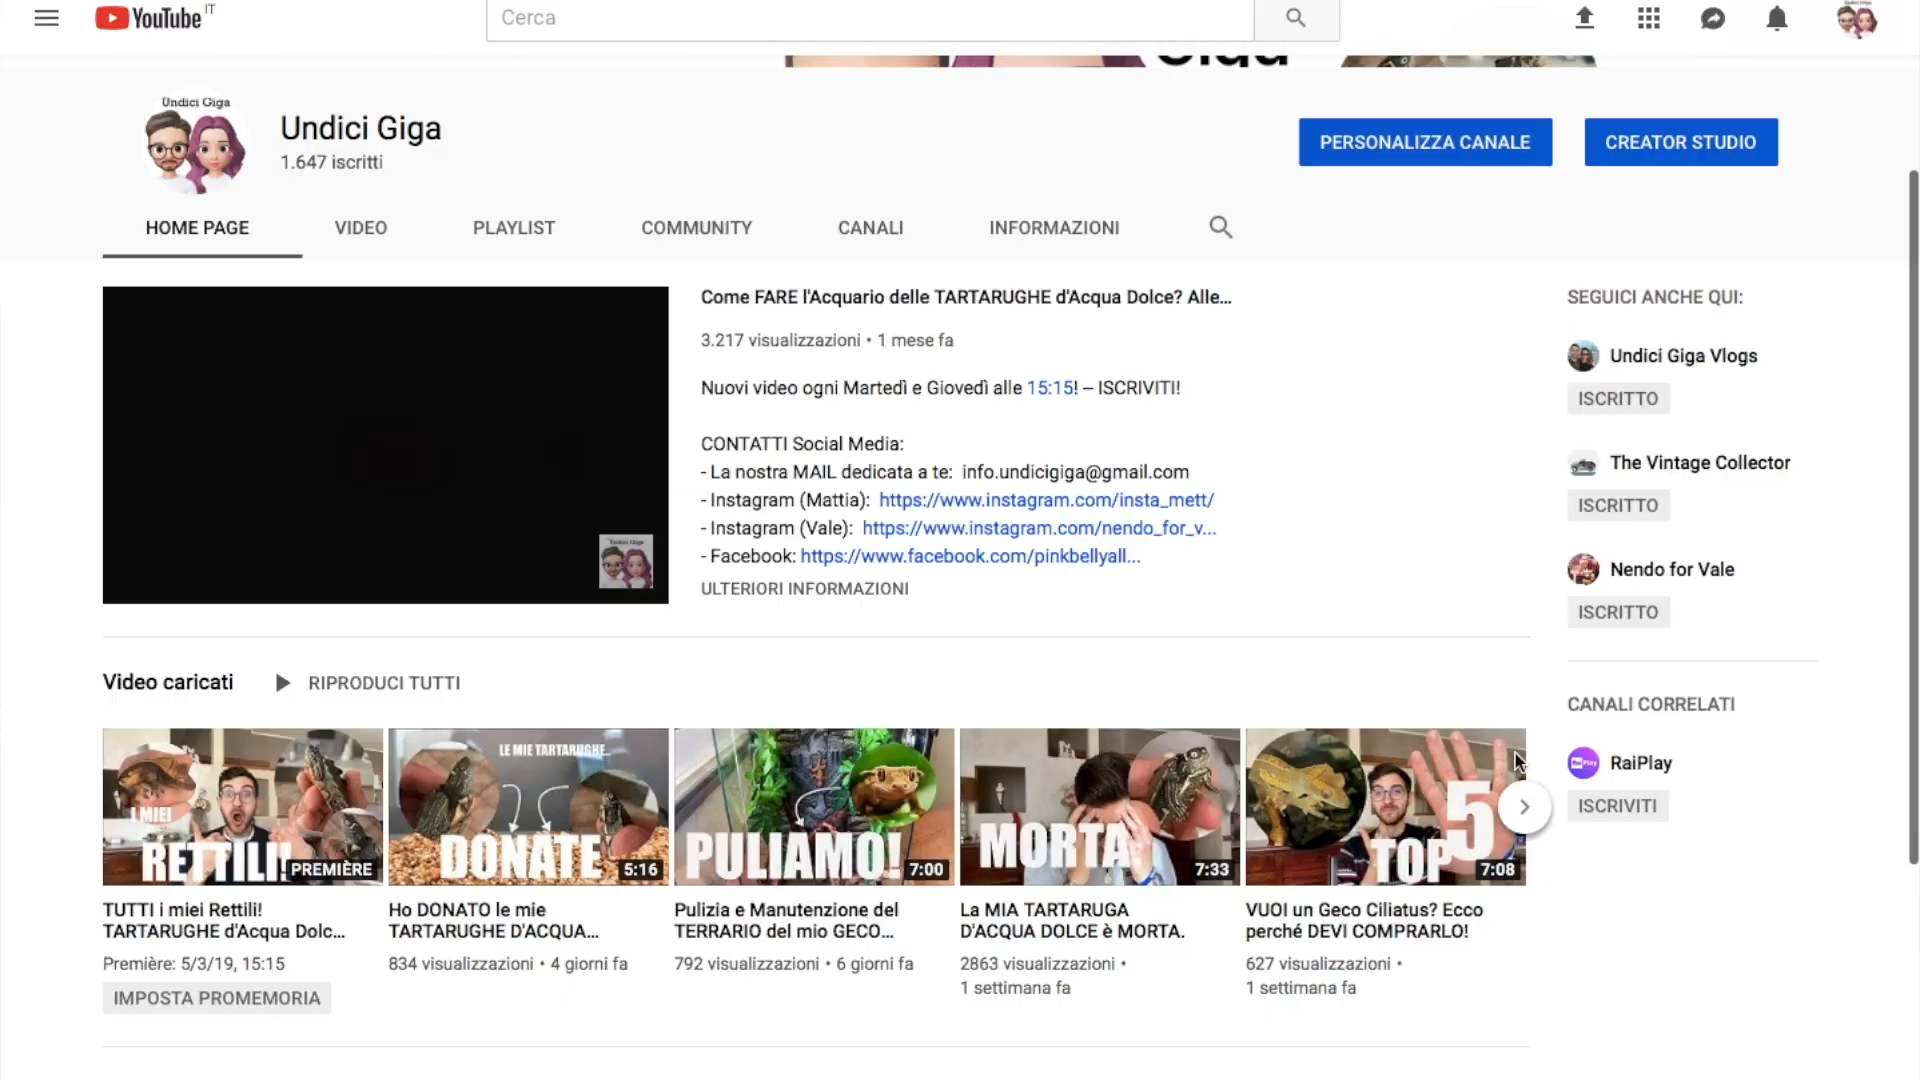 YouTube IT
Cerca
Undici Giga
Undici Giga
1.647 iscritti
PERSONALIZZA CANALE
CREATOR STUDIO
HOME PAGE
VIDEO
PLAYLIST
COMMUNITY
CANALI
INFORMAZIONI
Come FARE l'Acquario delle TARTARUGHE d'Acqua Dolce? Alle...
3.217 visualizzazioni • 1 mese fa
Nuovi video ogni Martedì e Giovedì alle 15:15! – ISCRIVITI!
CONTATTI Social Media:
- La nostra MAIL dedicata a te: info.undicigiga@gmail.com
- Instagram (Mattia): https://www.instagram.com/insta_mett/
- Instagram (Vale): https://www.instagram.com/nendo_for_v...
- Facebook: https://www.facebook.com/pinkbellyall...
ULTERIORI INFORMAZIONI
Undici Giga
SEGUICI ANCHE QUI:
Undici Giga Vlogs
ISCRITTO
The Vintage Collector
ISCRITTO
Nendo for Vale
ISCRITTO
CANALI CORRELATI
RaiPlay
ISCRIVITI
Video caricati
RIPRODUCI TUTTI
I MIEI
RETTILI!
PREMIÈRE
LE MIE TARTARUGHE...
DONATE
5:16
PULIAMO!
7:00
MORTA
7:33
TOP 5
7:08
TUTTI i miei Rettili!
TARTARUGHE d'Acqua Dolc...
Première: 5/3/19, 15:15
IMPOSTA PROMEMORIA
Ho DONATO le mie
TARTARUGHE D'ACQUA...
834 visualizzazioni • 4 giorni fa
Pulizia e Manutenzione del
TERRARIO del mio GECO...
792 visualizzazioni • 6 giorni fa
La MIA TARTARUGA
D'ACQUA DOLCE è MORTA.
2863 visualizzazioni •
1 settimana fa
VUOI un Geco Ciliatus? Ecco
perché DEVI COMPRARLO!
627 visualizzazioni •
1 settimana fa